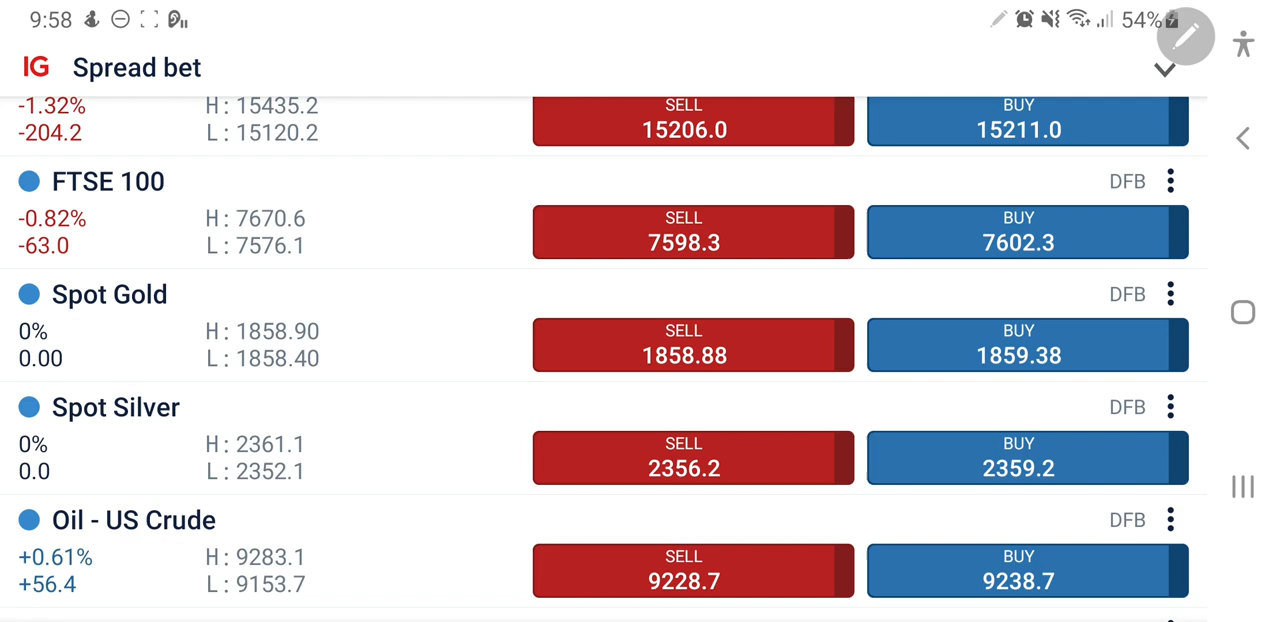 9:58 54%
IG Spread bet
-1.32% H: 15435.2 SELL BUY
-204.2 L: 15120.2 15206.0 15211.0
FTSE 100 DFB
-0.82% H: 7670.6 SELL BUY
-63.0 L: 7576.1 7598.3 7602.3
Spot Gold DFB
0% H: 1858.90 SELL BUY
0.00 L: 1858.40 1858.88 1859.38
Spot Silver DFB
0% H: 2361.1 SELL BUY
0.0 L: 2352.1 2356.2 2359.2
Oil - US Crude DFB
+0.61% H: 9283.1 SELL BUY
+56.4 L: 9153.7 9228.7 9238.7